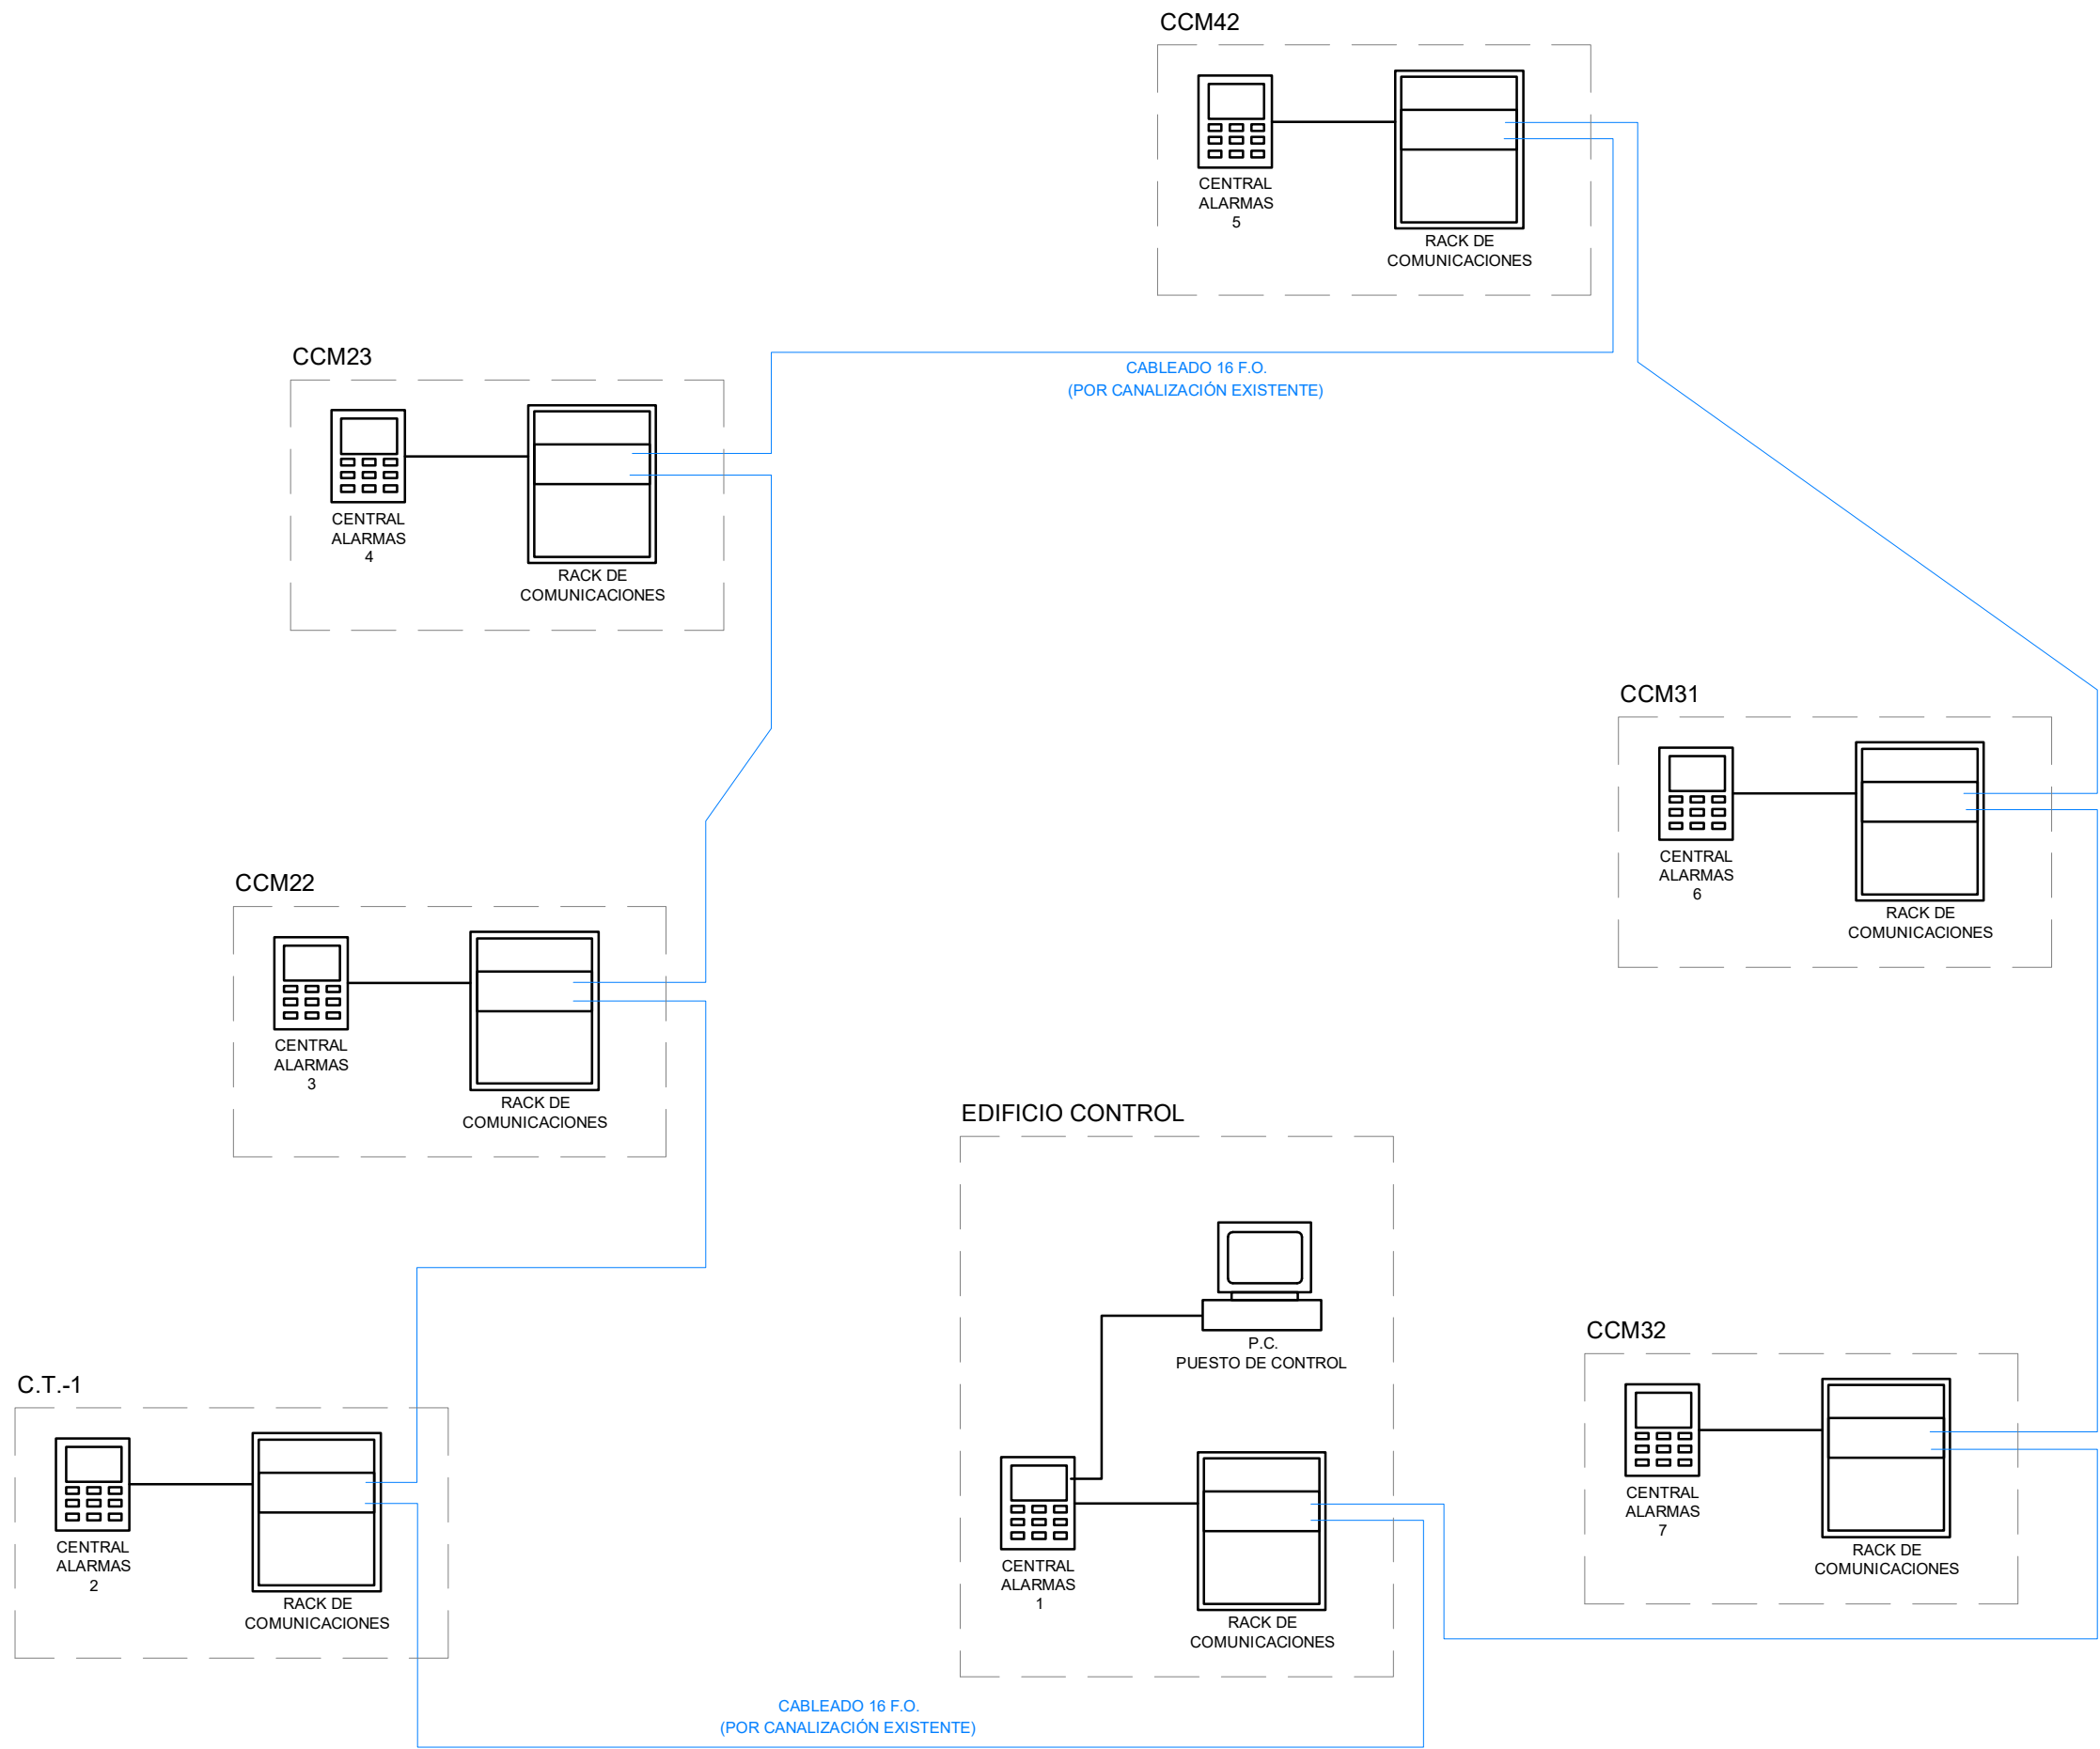 CCM42
CENTRAL
ALARMAS
5
RACK DE
COMUNICACIONES
CCM23
CABLEADO 16 F.O.
(POR CANALIZACIÓN EXISTENTE)
CENTRAL
ALARMAS
4
RACK DE
COMUNICACIONES
CCM31
CENTRAL
ALARMAS
6
RACK DE
COMUNICACIONES
CCM22
CENTRAL
ALARMAS
3
RACK DE
COMUNICACIONES
EDIFICIO CONTROL
P.C.
PUESTO DE CONTROL
CENTRAL
ALARMAS
1
RACK DE
COMUNICACIONES
CCM32
CENTRAL
ALARMAS
7
RACK DE
COMUNICACIONES
C.T.-1
CENTRAL
ALARMAS
2
RACK DE
COMUNICACIONES
CABLEADO 16 F.O.
(POR CANALIZACIÓN EXISTENTE)